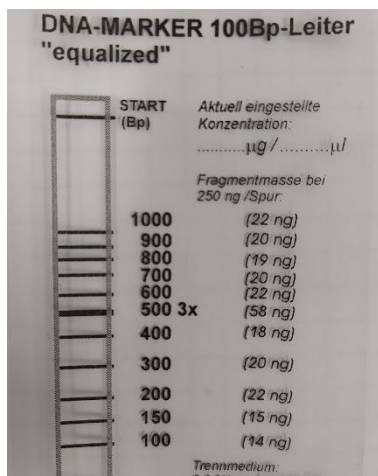 DNA-MARKER 100Bp-Leiter
"equalized"
START
(Bp)
Aktuell eingestellte
Konzentration:
...........µg /..........µl
Fragmentmasse bei
250 ng /Spur:
1000 (22 ng)
900 (20 ng)
800 (19 ng)
700 (20 ng)
600 (22 ng)
500 3x (58 ng)
400 (18 ng)
300 (20 ng)
200 (22 ng)
150 (15 ng)
100 (14 ng)
Trennmedium: